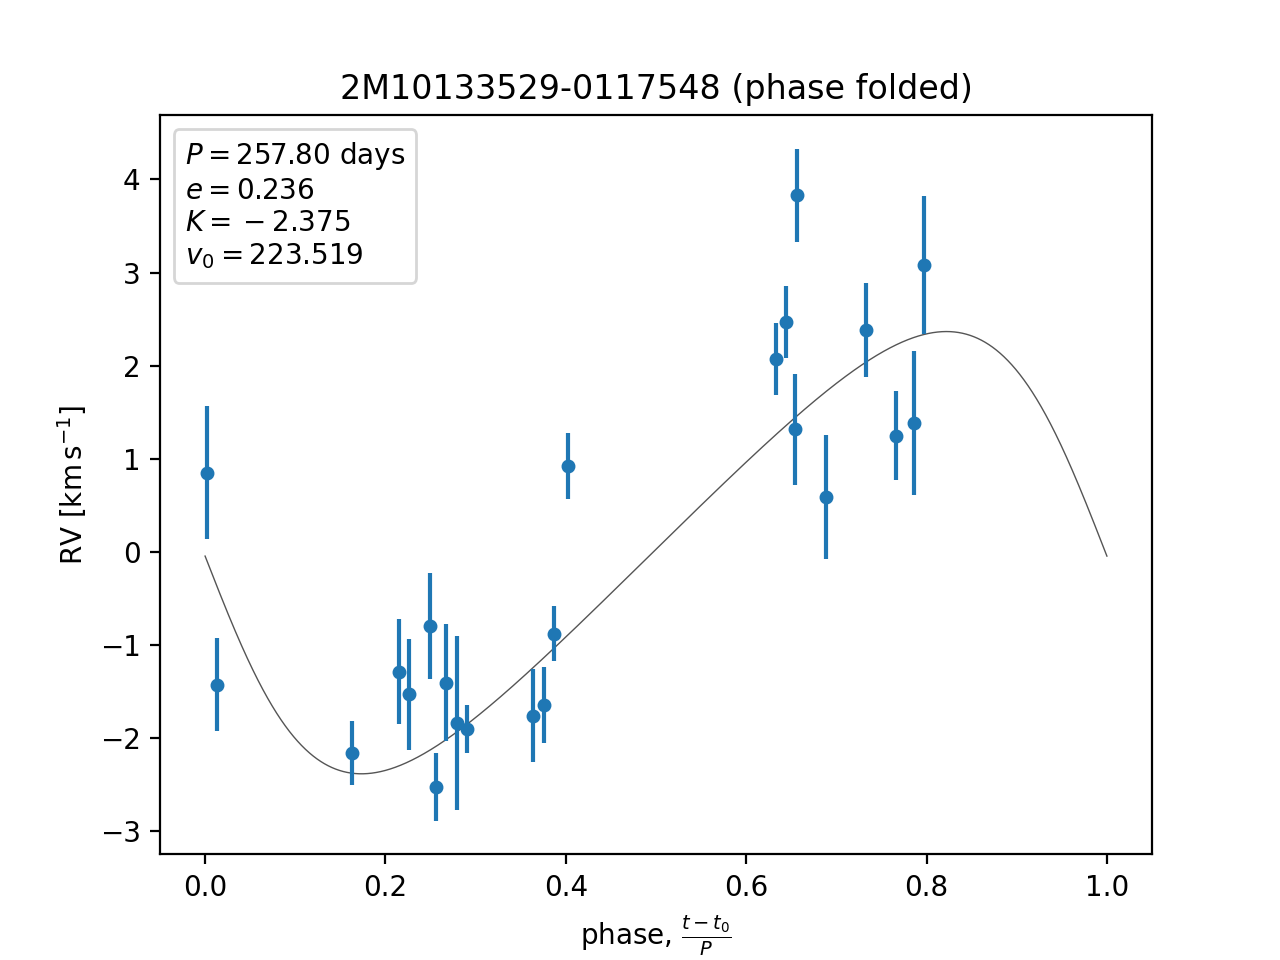 2M10133529-0117548 (phase folded)
P = 257.80 days
e = 0.236
K = −2.375
v₀ = 223.519
4
3
2
1
0
−1
−2
−3
RV [km s⁻¹]
0.0 0.2 0.4 0.6 0.8 1.0
phase, (t − t₀)/P